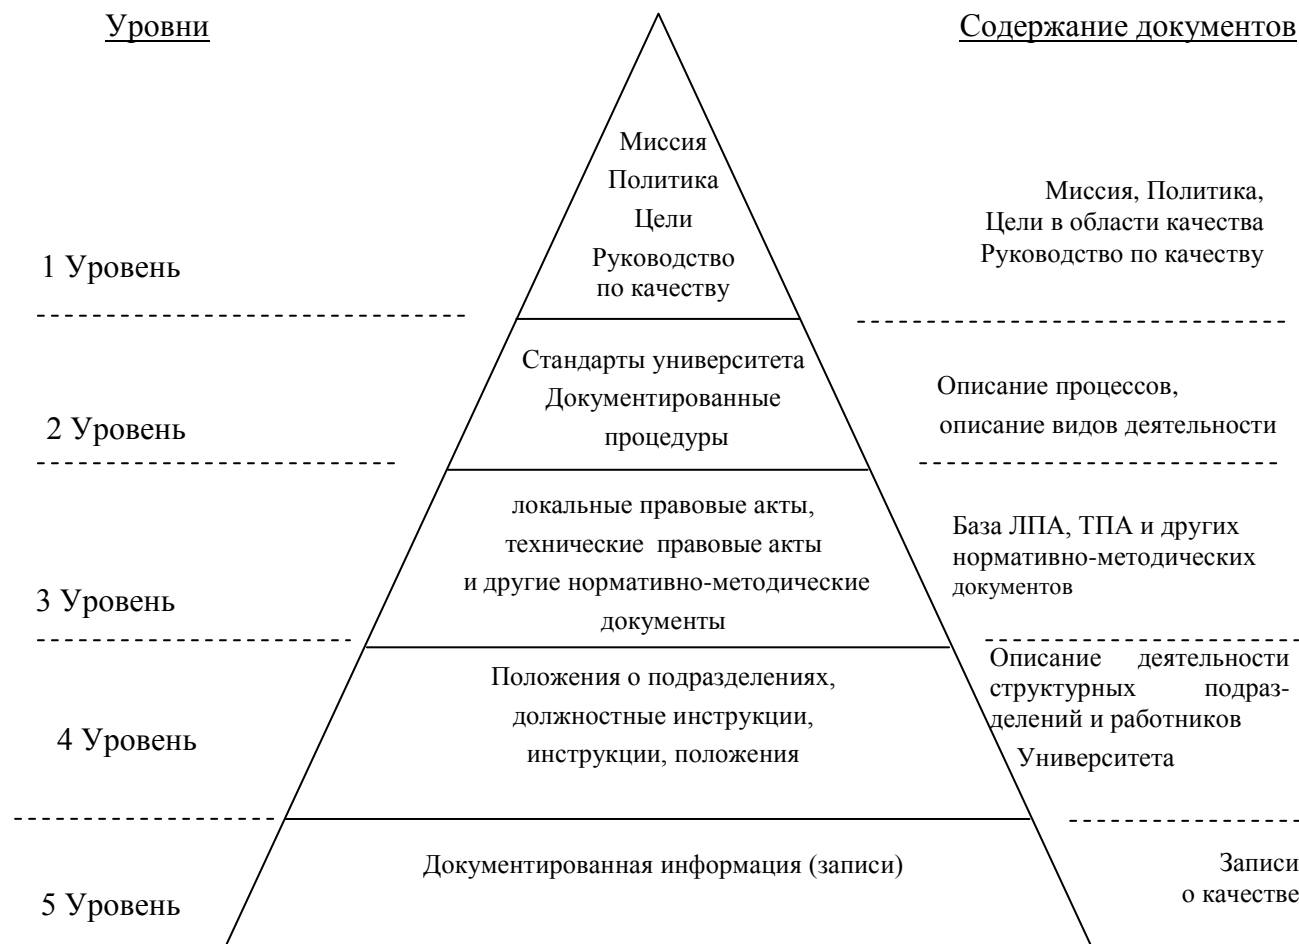 Уровни
Содержание документов
Миссия
Политика
Цели
Руководство
по качеству
1 Уровень
Миссия, Политика,
Цели в области качества
Руководство по качеству
Стандарты университета
Документированные
процедуры
2 Уровень
Описание процессов,
описание видов деятельности
локальные правовые акты,
технические правовые акты
и другие нормативно-методические
документы
3 Уровень
База ЛПА, ТПА и других
нормативно-методических
документов
Положения о подразделениях,
должностные инструкции,
инструкции, положения
4 Уровень
Описание деятельности
структурных подраз-
делений и работников
Университета
Документированная информация (записи)
5 Уровень
Записи
о качестве